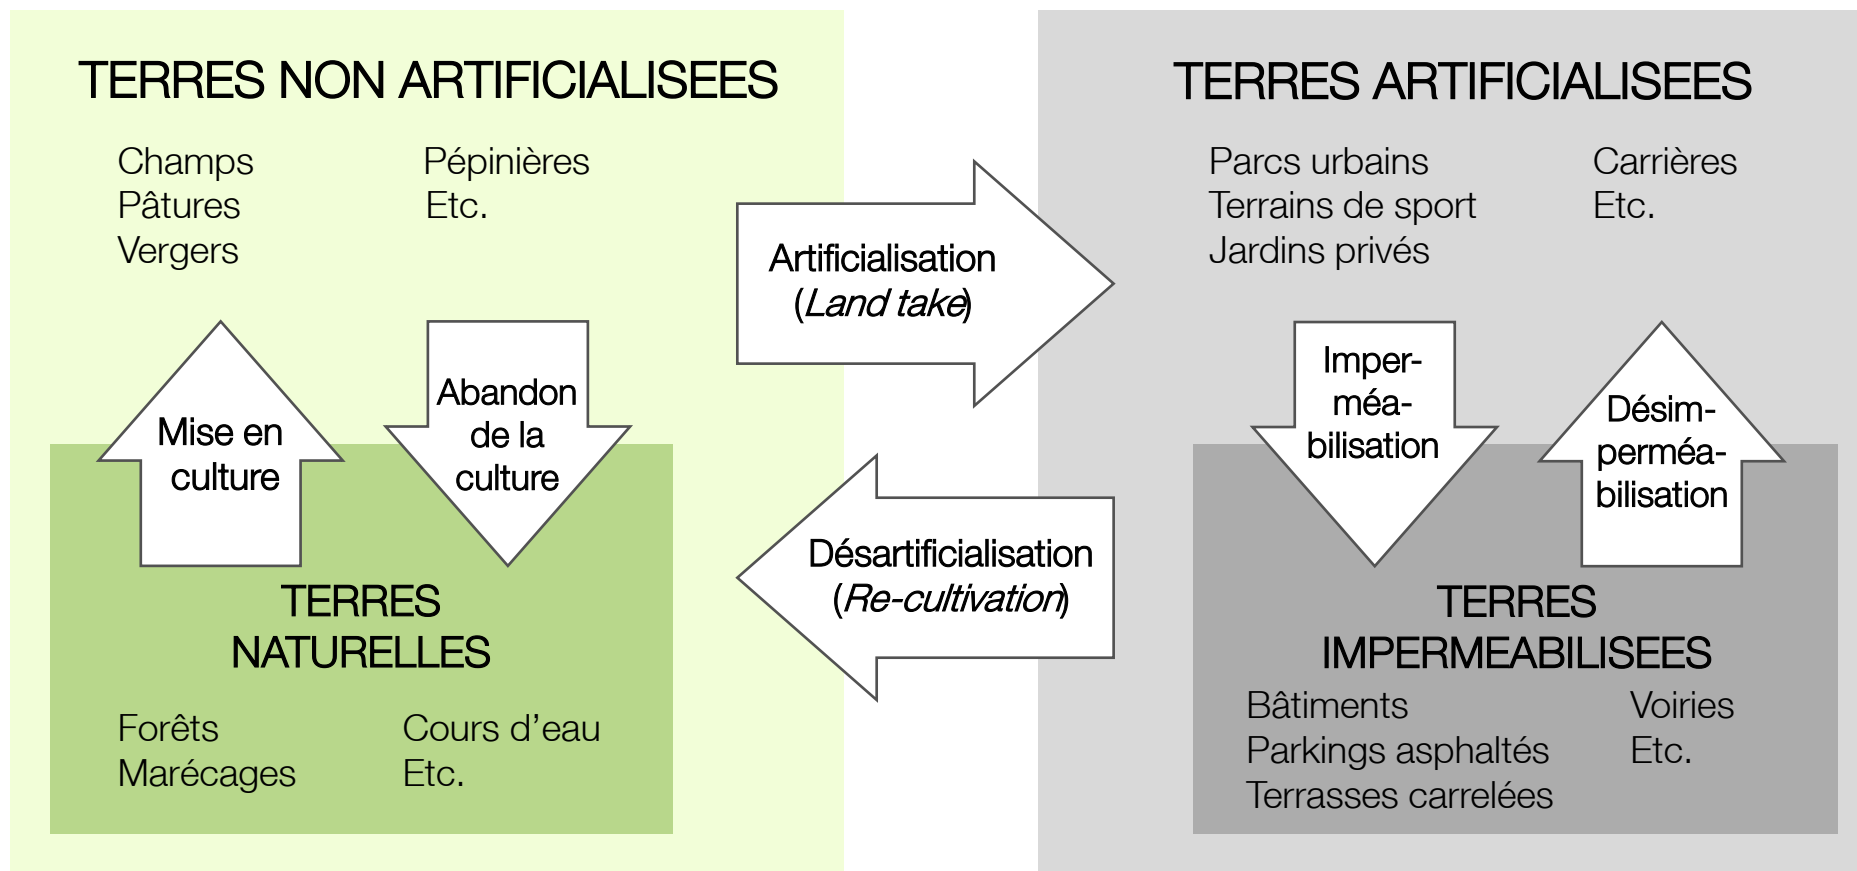 TERRES NON ARTIFICIALISEES
Champs
Pâtures
Vergers
Pépinières
Etc.
Mise en
culture
Abandon
de la
culture
TERRES
NATURELLES
Forêts
Marécages
Cours d’eau
Etc.
Artificialisation
(Land take)
Désartificialisation
(Re-cultivation)
TERRES ARTIFICIALISEES
Parcs urbains
Terrains de sport
Jardins privés
Carrières
Etc.
Imper-
méa-
bilisation
Désim-
perméa-
bilisation
TERRES
IMPERMEABILISEES
Bâtiments
Parkings asphaltés
Terrasses carrelées
Voiries
Etc.